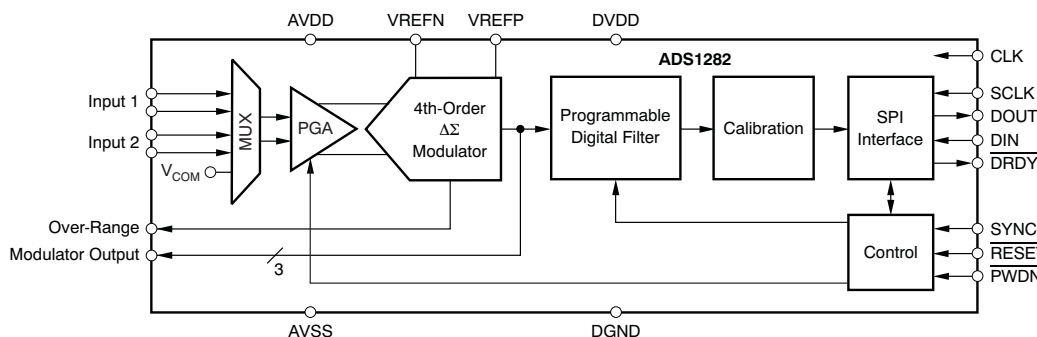 AVDD
VREFN
VREFP
DVDD
ADS1282
CLK
Input 1
Input 2
VCOM
MUX
PGA
4th-Order
ΔΣ
Modulator
Programmable
Digital Filter
Calibration
SPI
Interface
SCLK
DOUT
DIN
DRDY
Over-Range
Modulator Output
3
Control
SYNC
RESET
PWDN
AVSS
DGND